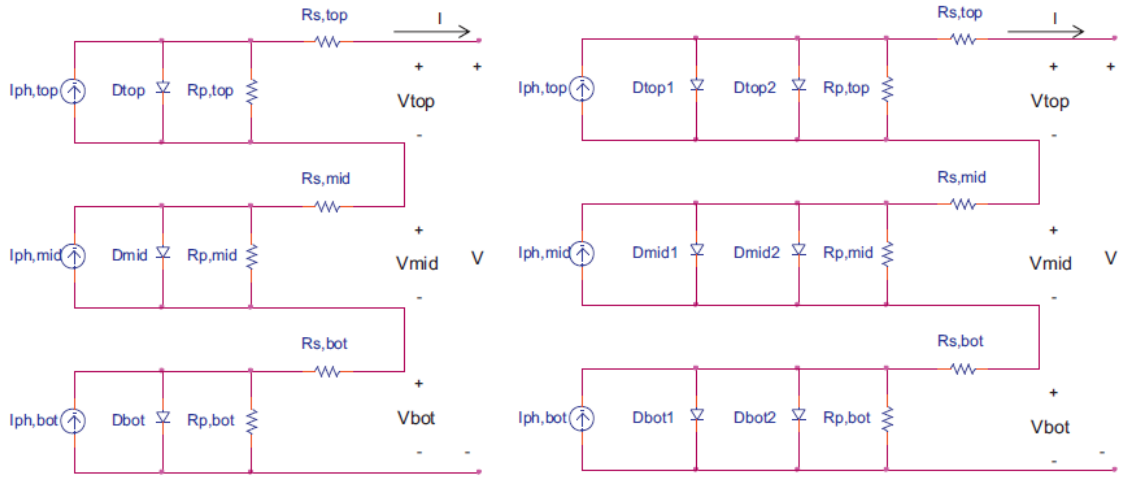 Rs,top
I
Iph,top
Dtop
Rp,top
+
+
Vtop
-
Rs,mid
Iph,mid
Dmid
Rp,mid
+
Vmid
V
-
Rs,bot
Iph,bot
Dbot
Rp,bot
+
Vbot
-
-
Rs,top
I
Iph,top
Dtop1
Dtop2
Rp,top
+
+
Vtop
-
Rs,mid
Iph,mid
Dmid1
Dmid2
Rp,mid
+
Vmid
V
-
Rs,bot
Iph,bot
Dbot1
Dbot2
Rp,bot
+
Vbot
-
-